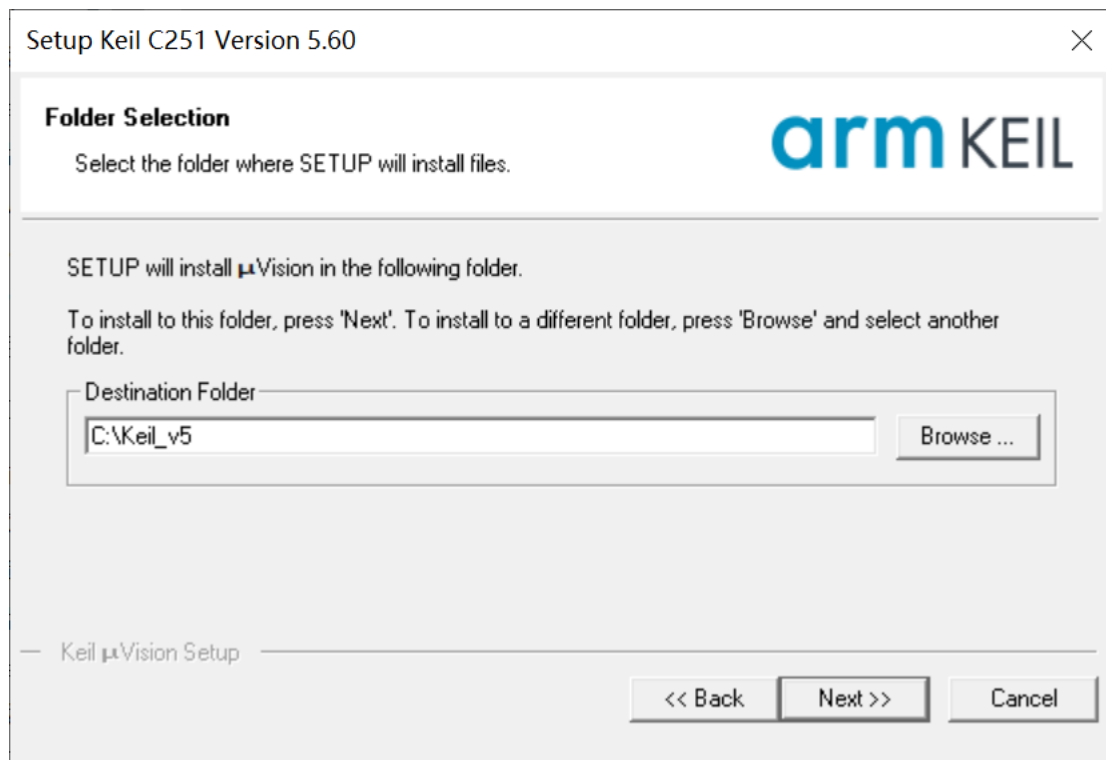 Setup Keil C251 Version 5.60
Folder Selection
Select the folder where SETUP will install files.
arm KEIL
SETUP will install µVision in the following folder.
To install to this folder, press 'Next'. To install to a different folder, press 'Browse' and select another
folder.
Destination Folder
C:\Keil_v5
Browse ...
Keil µVision Setup
<< Back
Next >>
Cancel